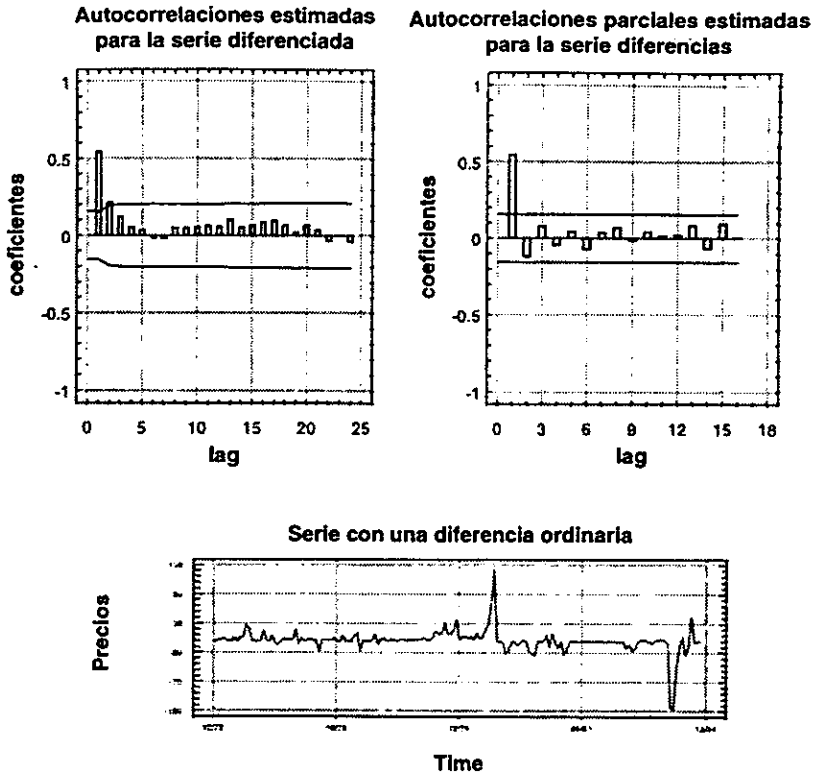 Autocorrelaciones estimadas
para la serie diferenciada
1
0.5
0
-0.5
-1
coeficientes
0 5 10 15 20 25
lag
Autocorrelaciones parciales estimadas
para la serie diferencias
1
0.5
0
-0.5
-1
coeficientes
0 3 6 9 12 15 18
lag
Serie con una diferencia ordinaria
Precios
Time